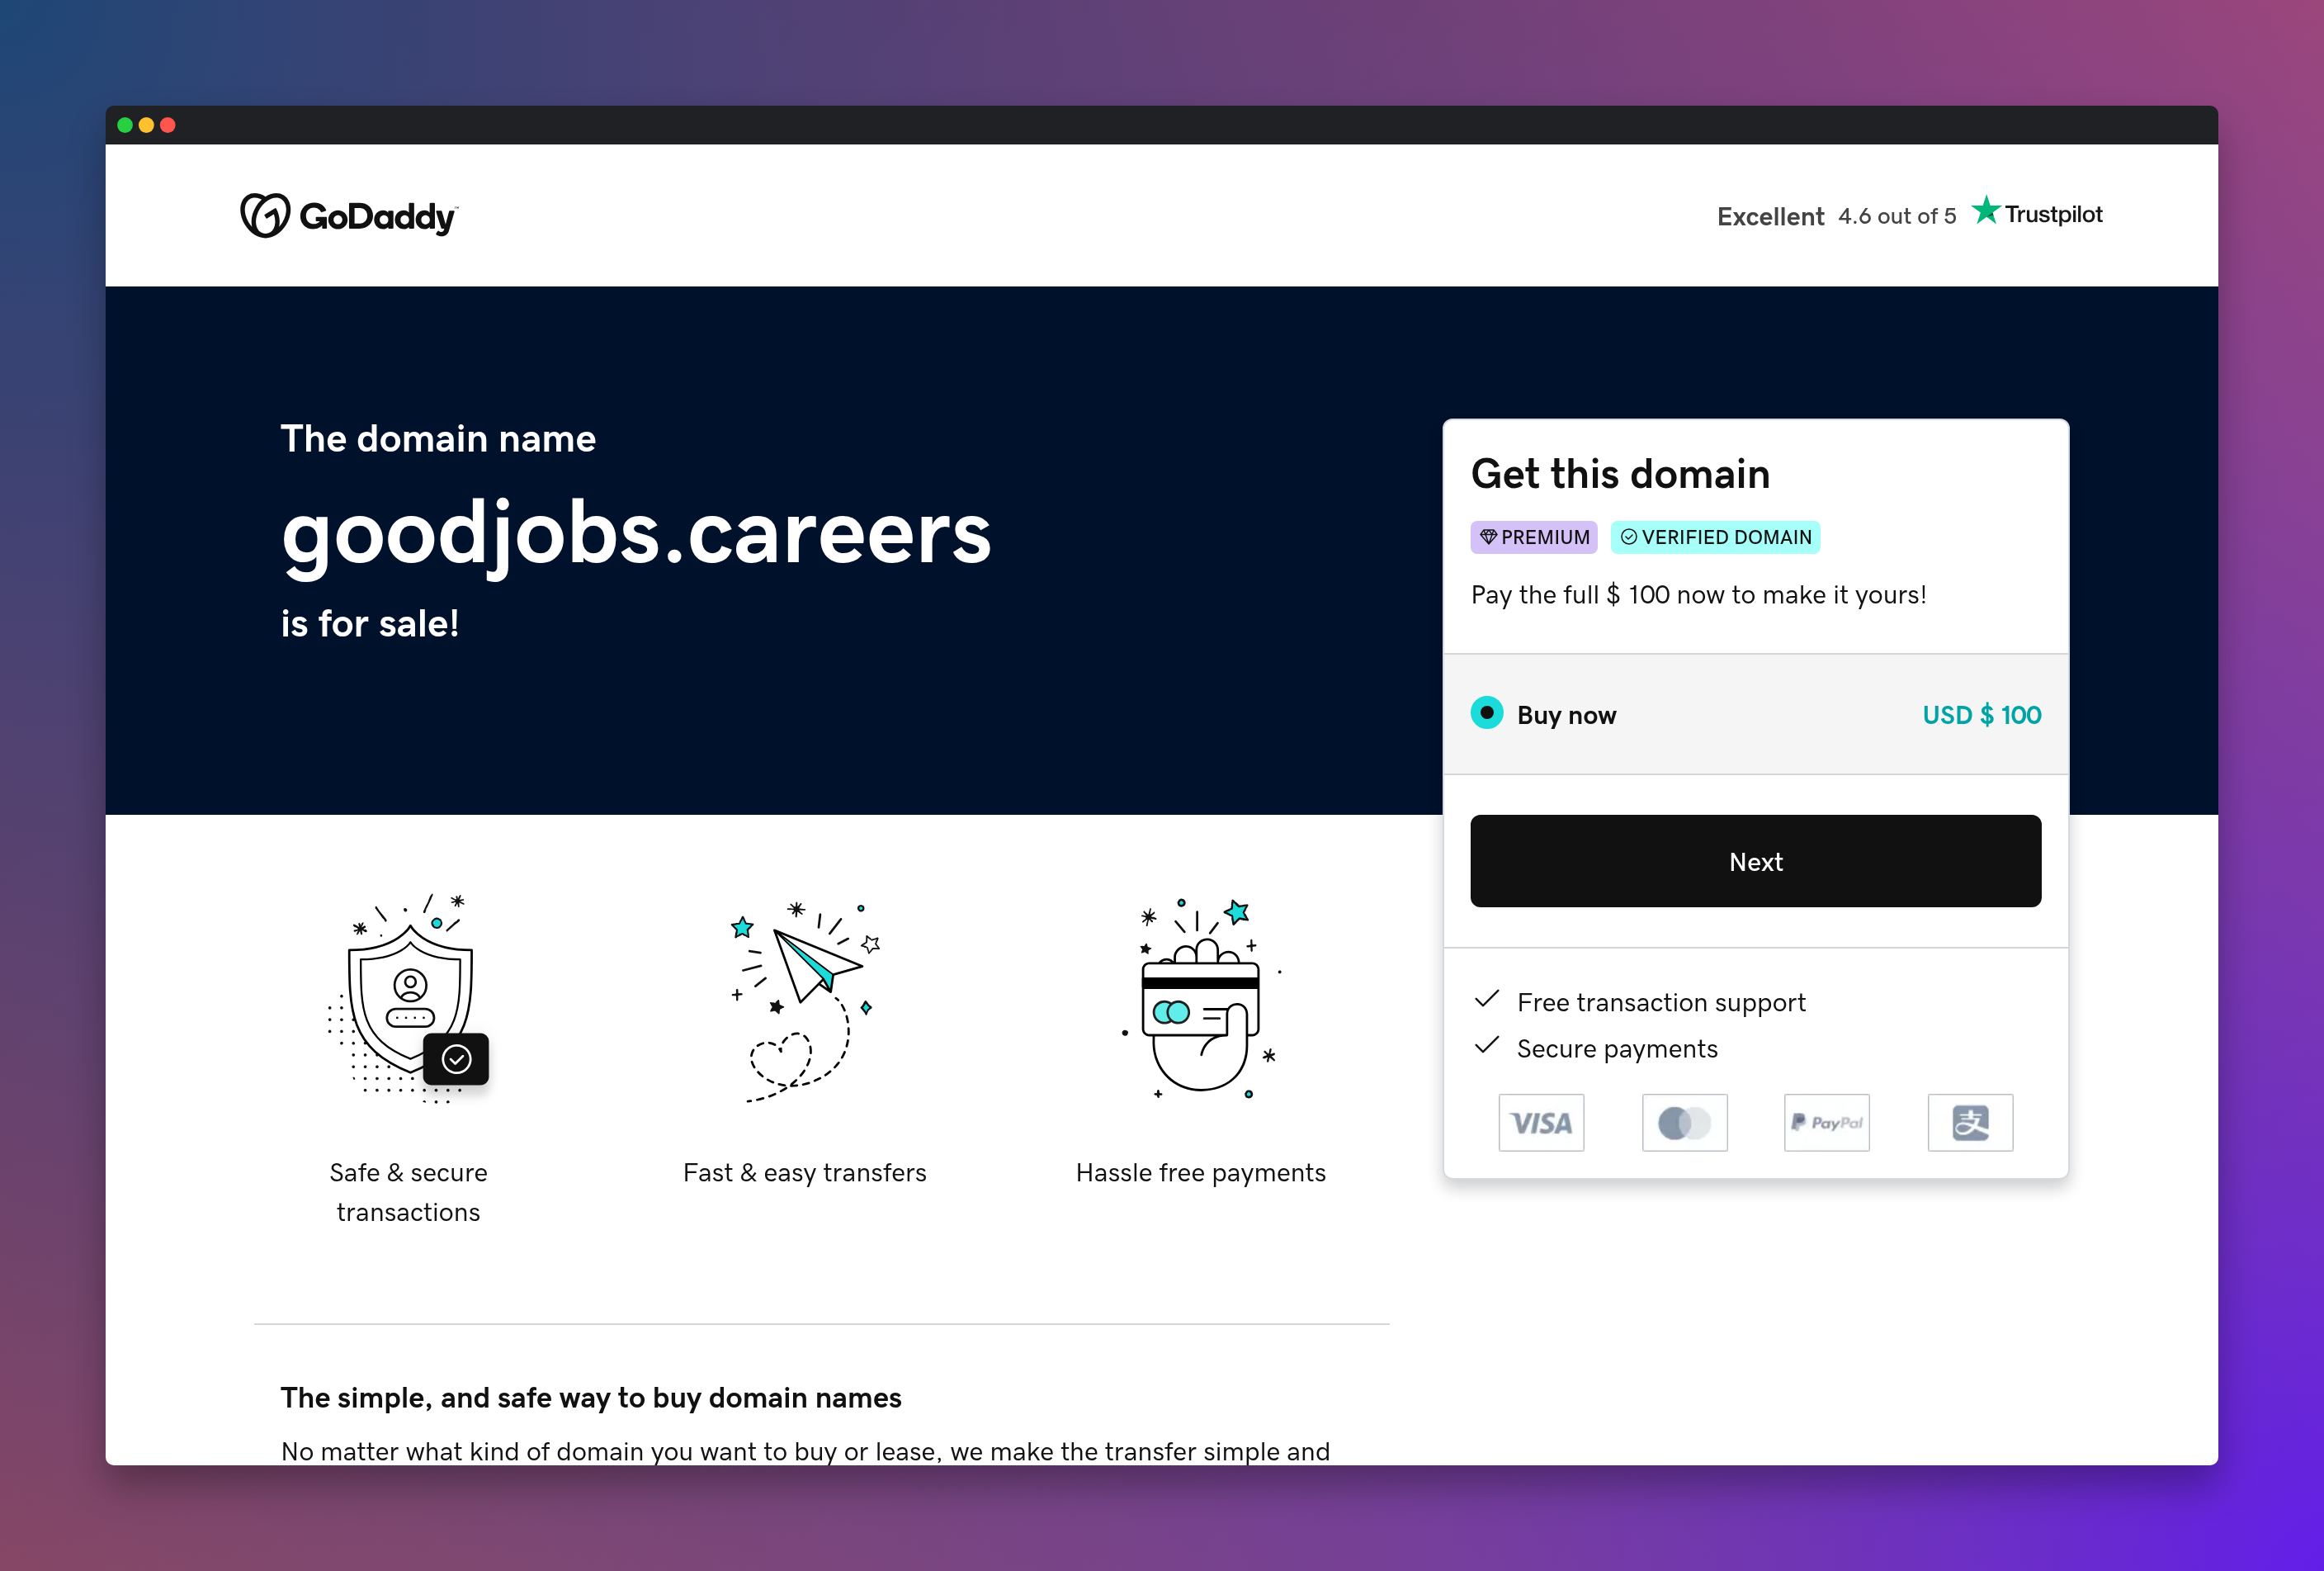 GoDaddy
Excellent 4.6 out of 5 Trustpilot
The domain name
goodjobs.careers
is for sale!
Get this domain
PREMIUM VERIFIED DOMAIN
Pay the full $ 100 now to make it yours!
Buy now USD $ 100
Next
Free transaction support
Secure payments
VISA PayPal 支
Safe & secure
transactions
Fast & easy transfers
Hassle free payments
The simple, and safe way to buy domain names
No matter what kind of domain you want to buy or lease, we make the transfer simple and